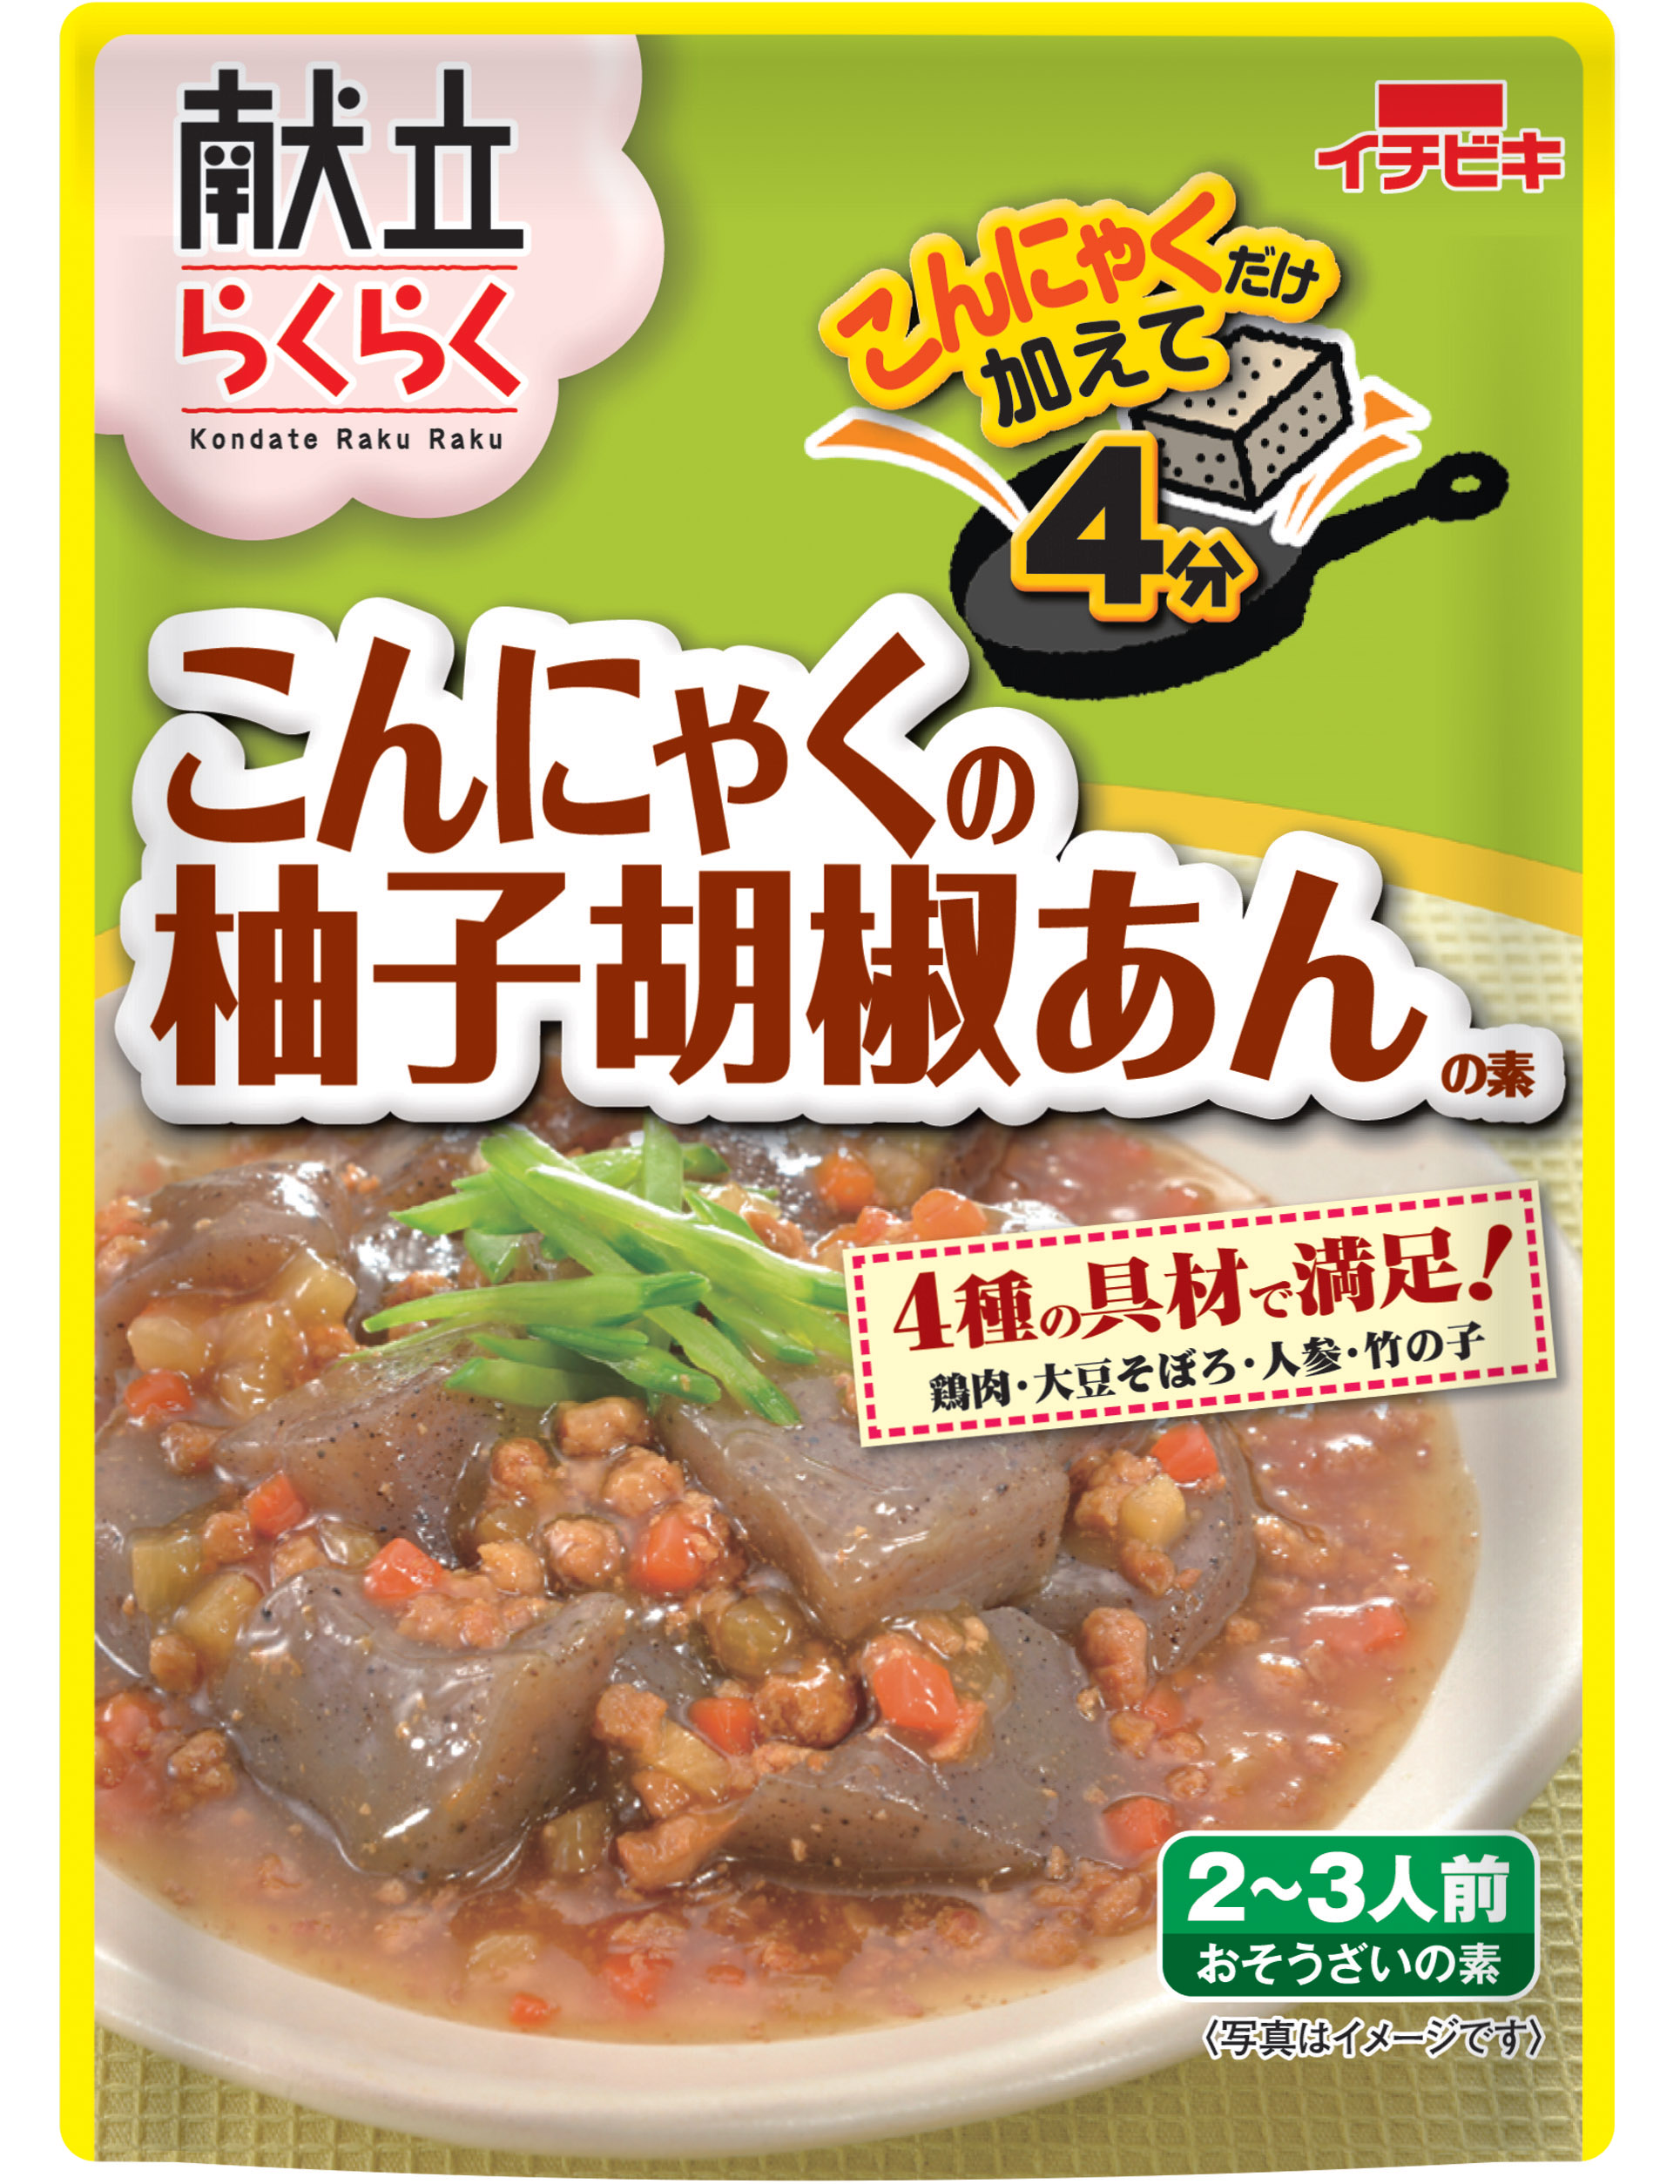 献立
らくらく
Kondate Raku Raku
イチビキ
こんにゃくだけ
加えて
4分
こんにゃくの
柚子胡椒あんの素
4種の具材で満足!
鶏肉・大豆そぼろ・人参・竹の子
2~3人前
おそうざいの素
〈写真はイメージです〉